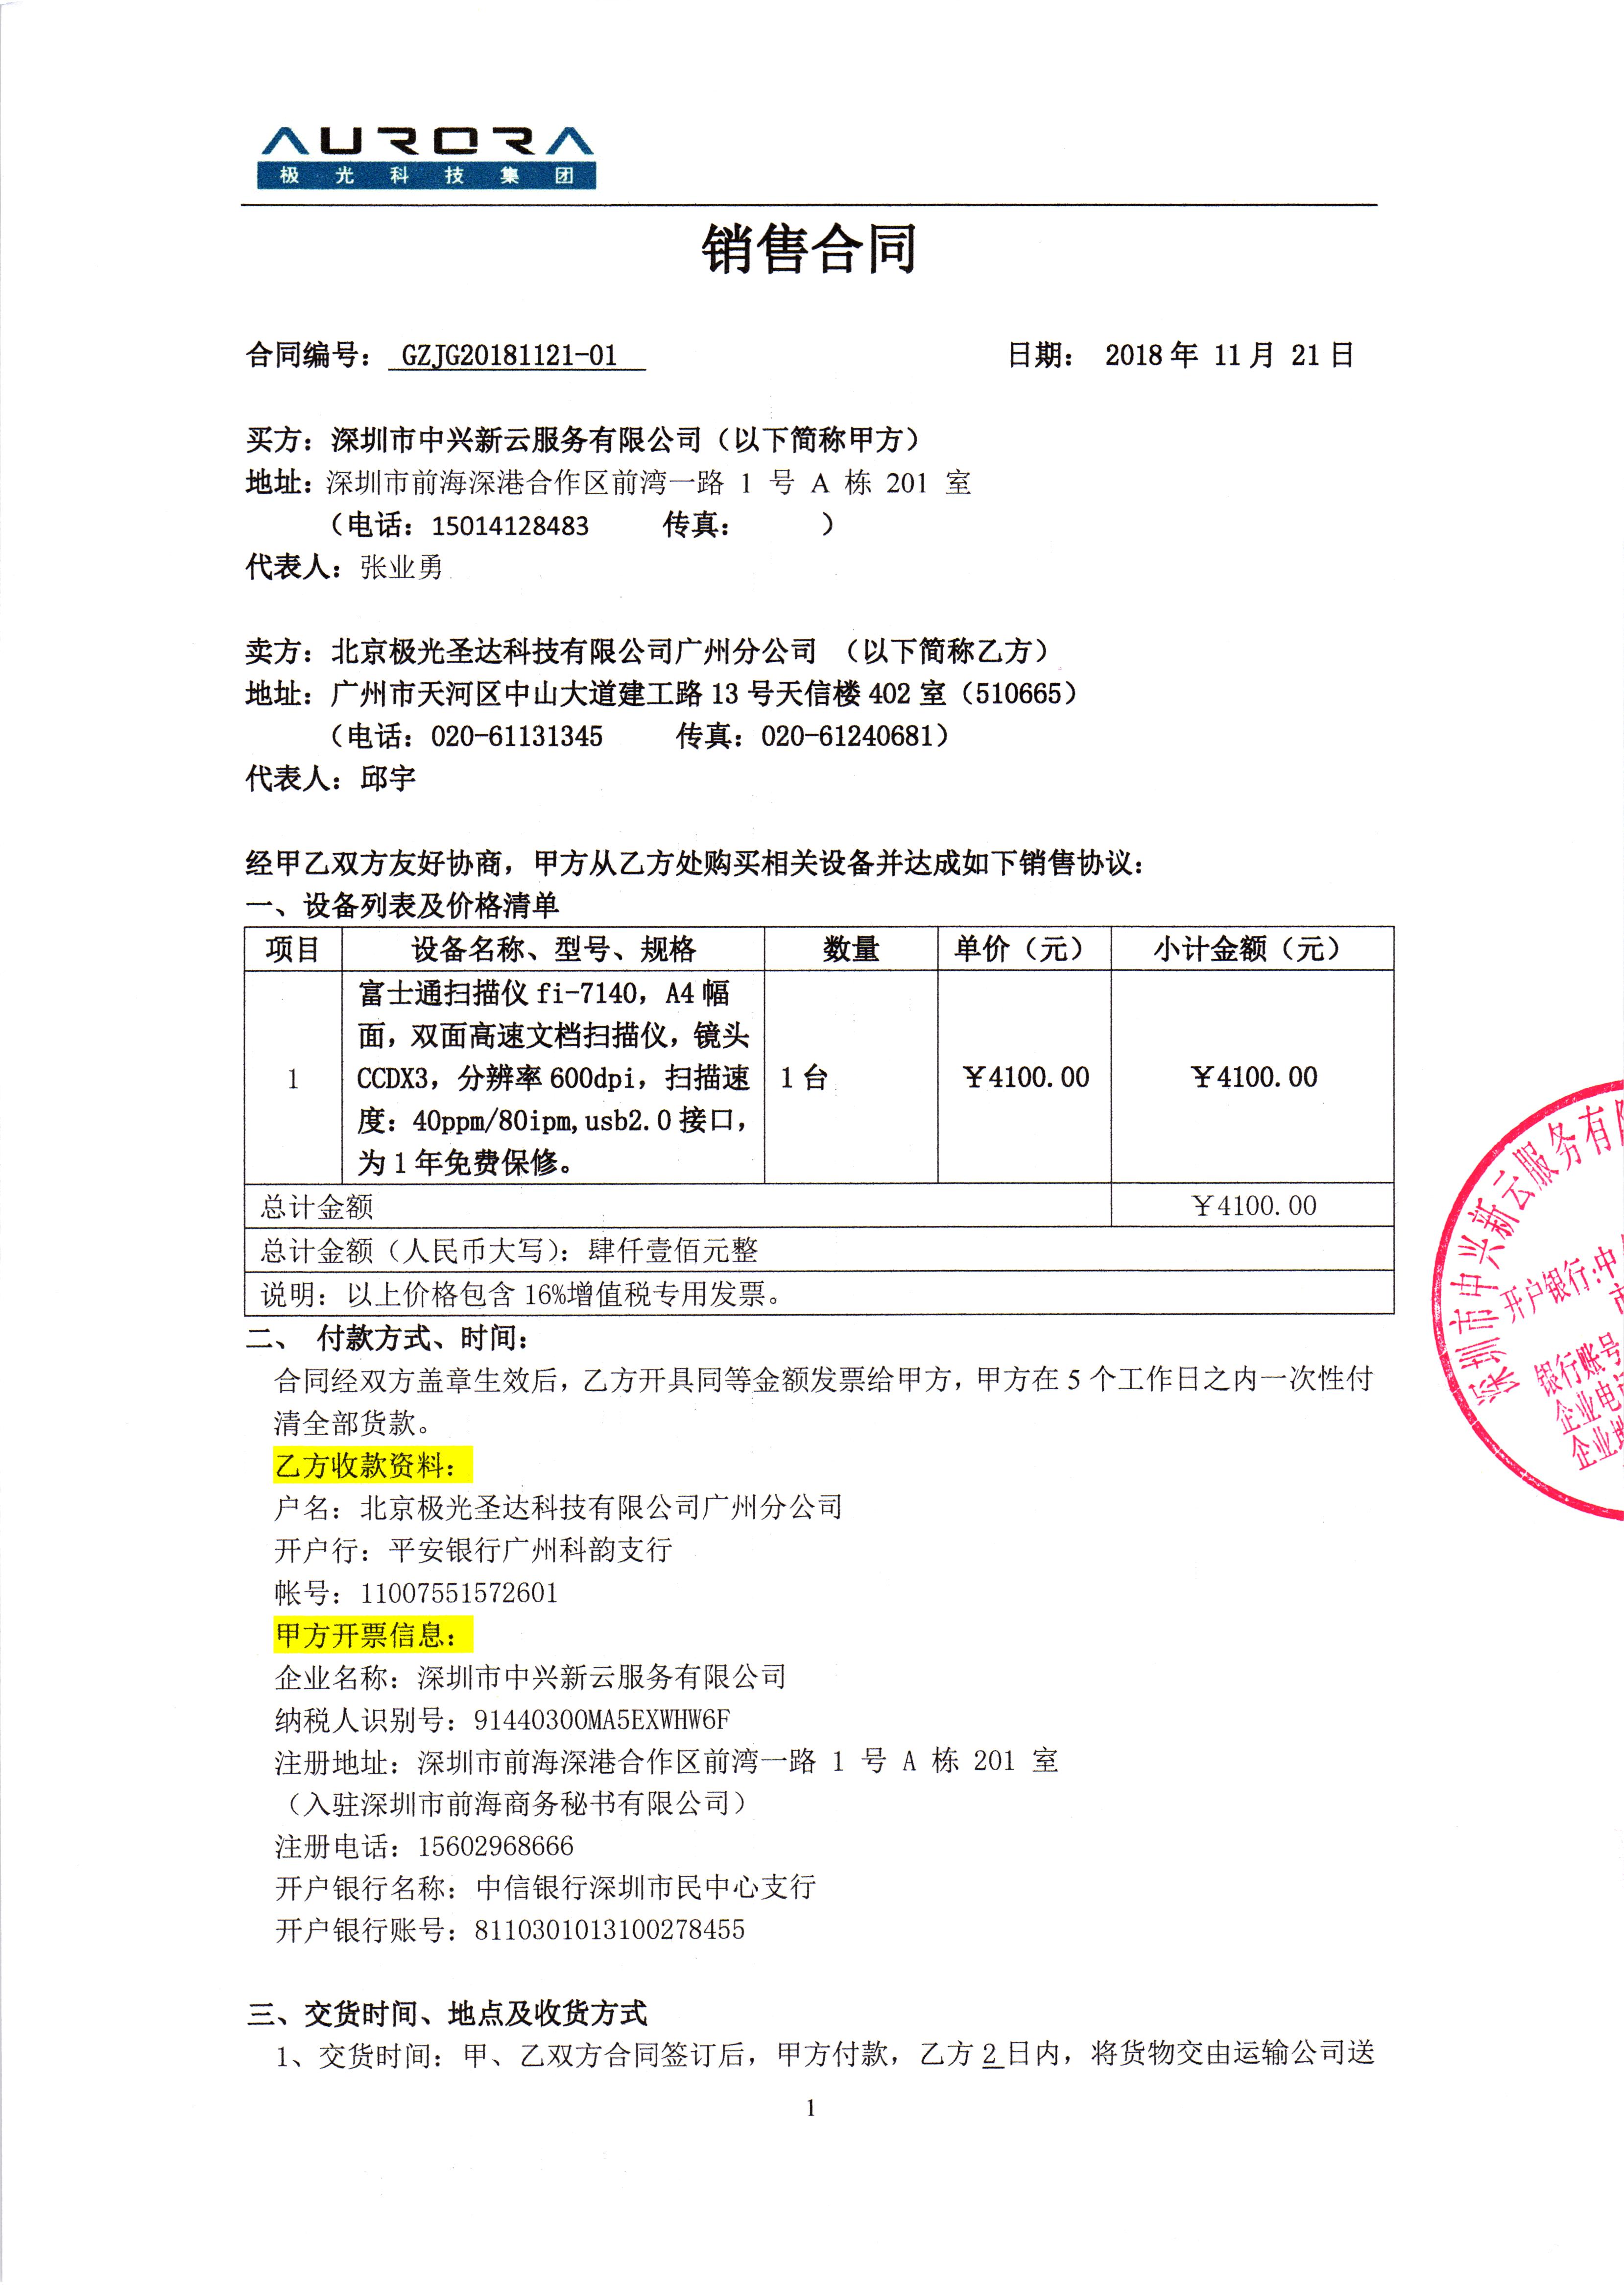 AURORA
极光科技集团
销售合同
合同编号: GZJG20181121-01 日期: 2018年 11月 21日
买方:深圳市中兴新云服务有限公司(以下简称甲方)
地址:深圳市前海深港合作区前湾一路 1 号 A 栋 201 室
(电话:15014128483 传真: )
代表人:张业勇
卖方:北京极光圣达科技有限公司广州分公司 (以下简称乙方)
地址:广州市天河区中山大道建工路13号天信楼402室(510665)
(电话:020-61131345 传真:020-61240681)
代表人:邱宇
经甲乙双方友好协商,甲方从乙方处购买相关设备并达成如下销售协议:
一、设备列表及价格清单
项目 设备名称、型号、规格 数量 单价(元) 小计金额(元)
富士通扫描仪fi-7140,A4幅
面,双面高速文档扫描仪,镜头
1 CCDX3,分辨率600dpi,扫描速 1台 ¥4100.00 ¥4100.00
度:40ppm/80ipm,usb2.0接口,
为1年免费保修。
总计金额 ¥4100.00
总计金额(人民币大写):肆仟壹佰元整
说明:以上价格包含16%增值税专用发票。
二、 付款方式、时间:
合同经双方盖章生效后,乙方开具同等金额发票给甲方,甲方在5个工作日之内一次性付
清全部货款。
乙方收款资料:
户名:北京极光圣达科技有限公司广州分公司
开户行:平安银行广州科韵支行
帐号:11007551572601
甲方开票信息:
企业名称:深圳市中兴新云服务有限公司
纳税人识别号:91440300MA5EXWHW6F
注册地址:深圳市前海深港合作区前湾一路 1 号 A 栋 201 室
(入驻深圳市前海商务秘书有限公司)
注册电话:15602968666
开户银行名称:中信银行深圳市民中心支行
开户银行账号:8110301013100278455
三、交货时间、地点及收货方式
1、交货时间:甲、乙双方合同签订后,甲方付款,乙方2日内,将货物交由运输公司送
1
深圳市中兴新云服务有
开户银行:中
市
银行账号
企业电
企业